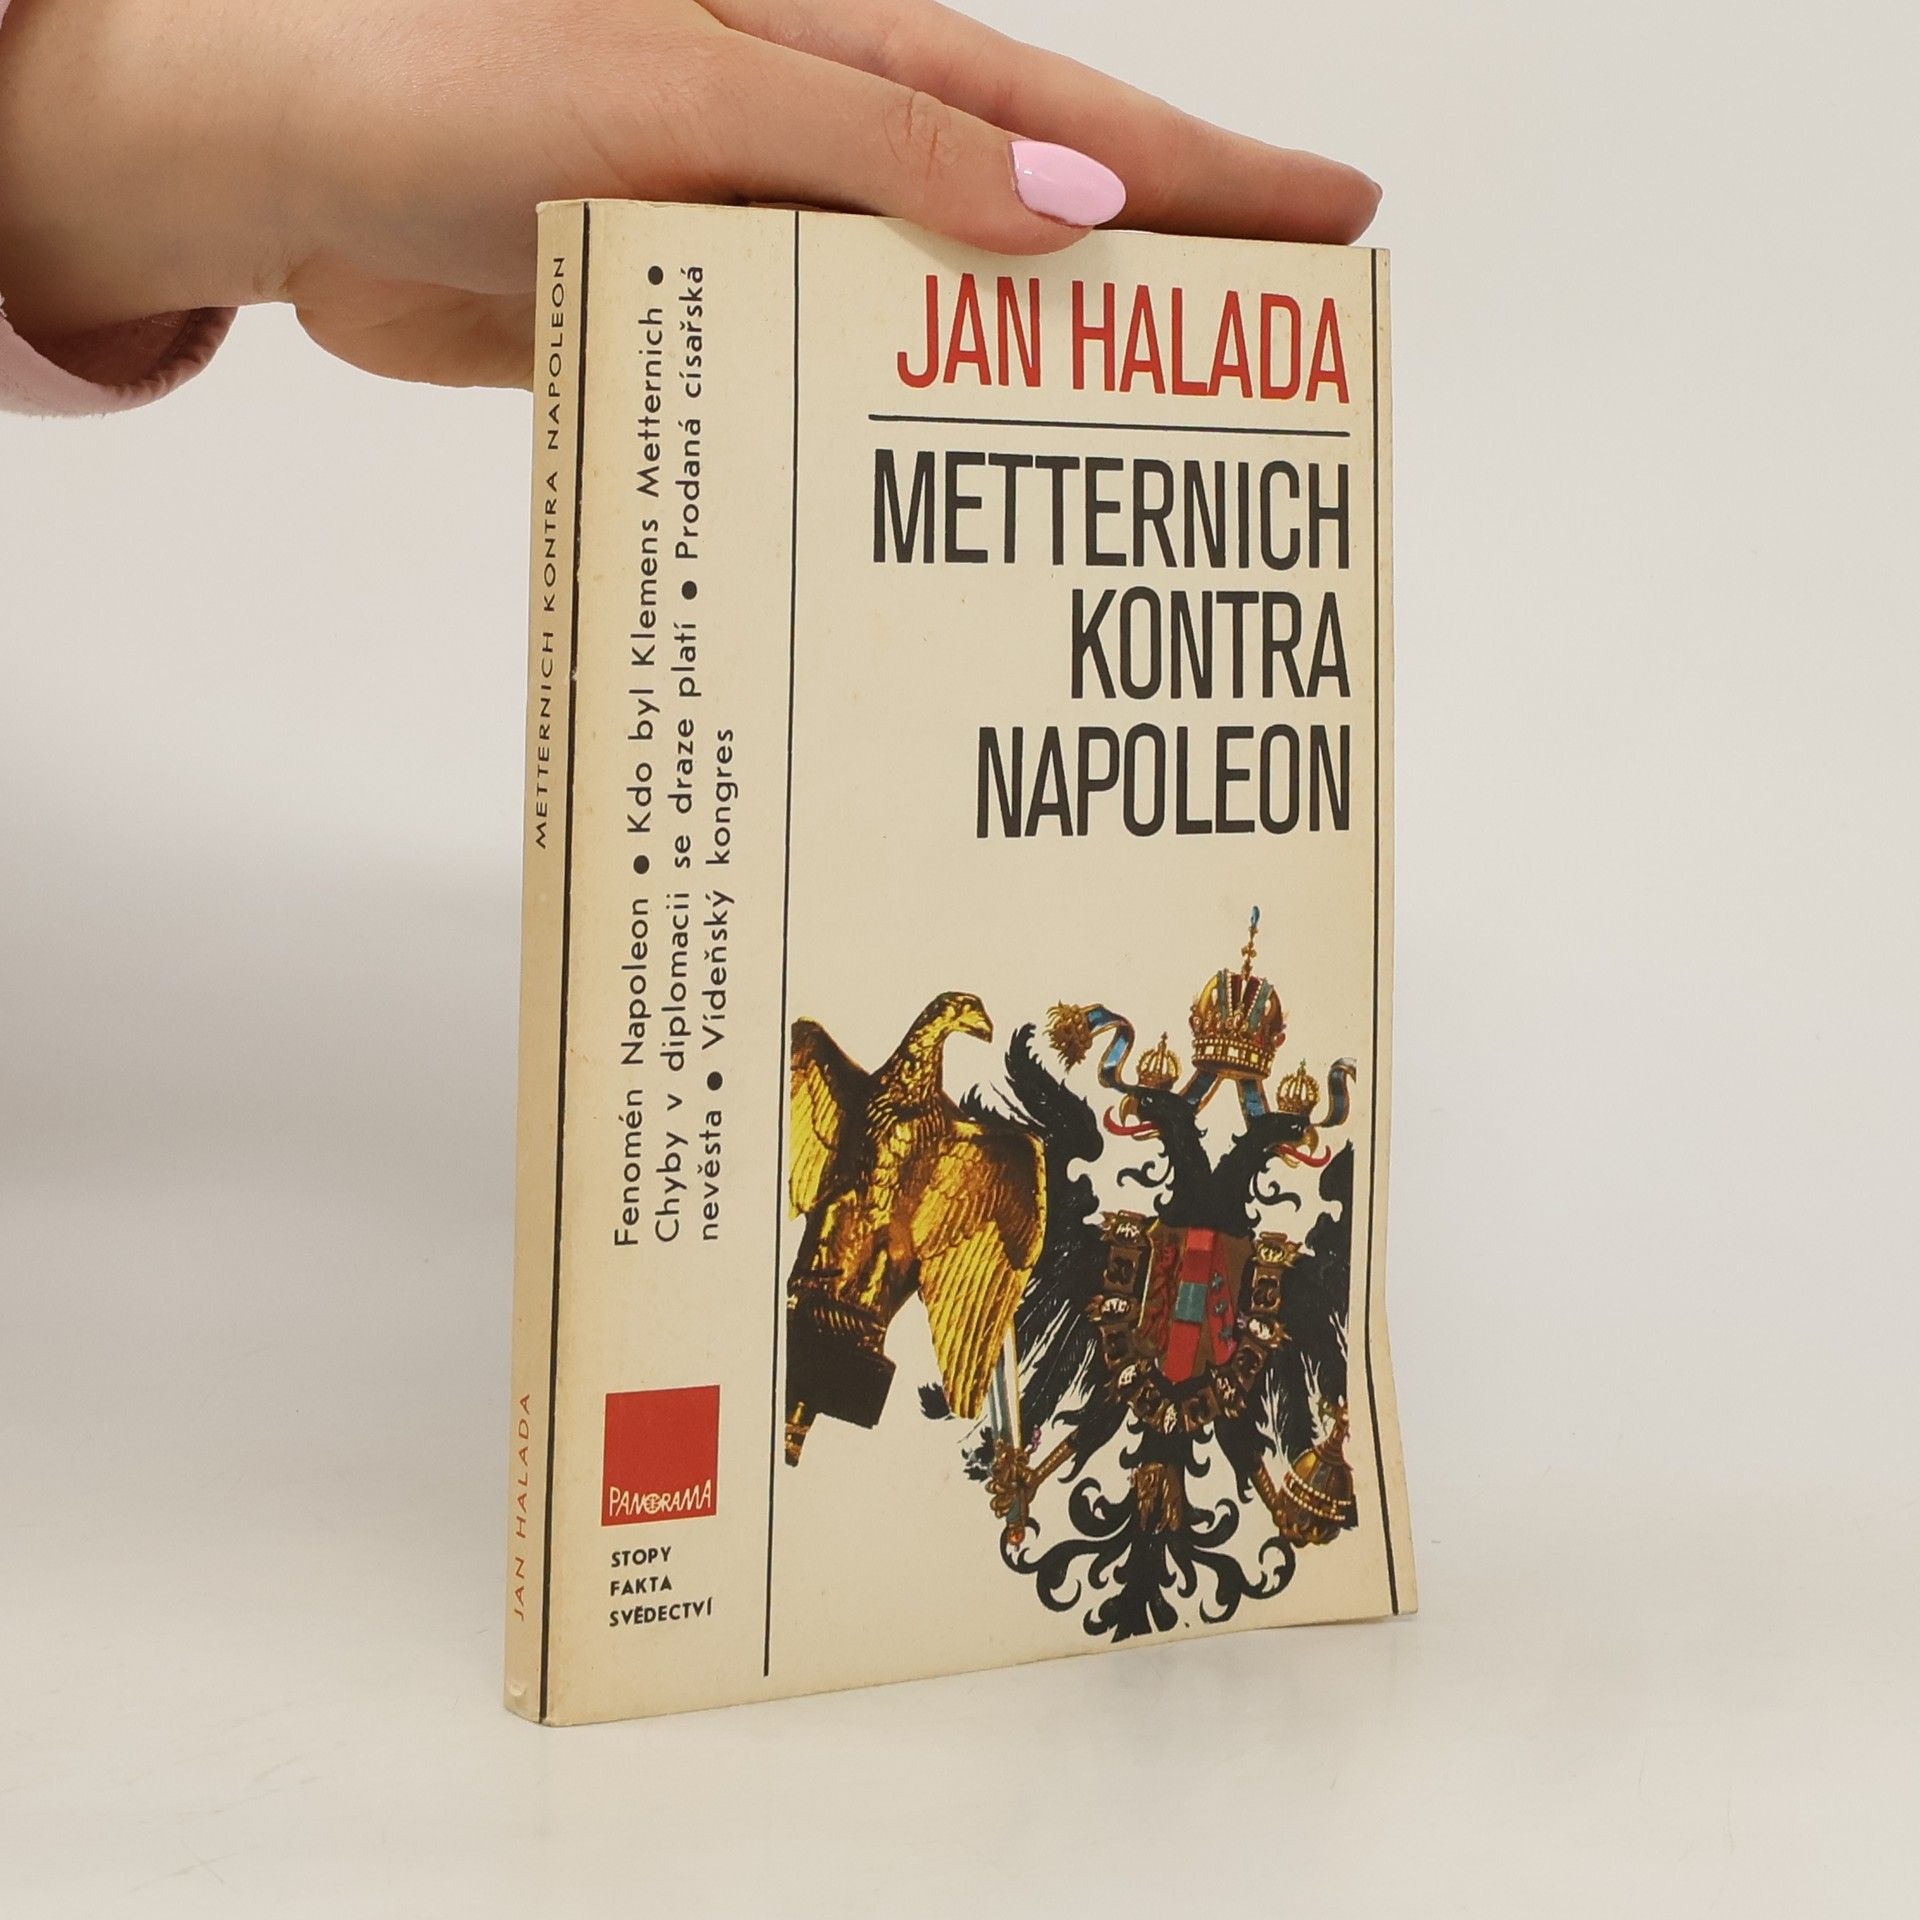 METTERNICH KONTRA NAPOLEON
JAN HALADA
Fenomén Napoleon ● Kdo byl Klemens Metternich ●
Chyby v diplomacii se draze platí ● Prodaná císařská
nevěsta ● Vídeňský kongres
PANORAMA
STOPY
FAKTA
SVĚDECTVÍ
JAN HALADA
METTERNICH
KONTRA
NAPOLEON